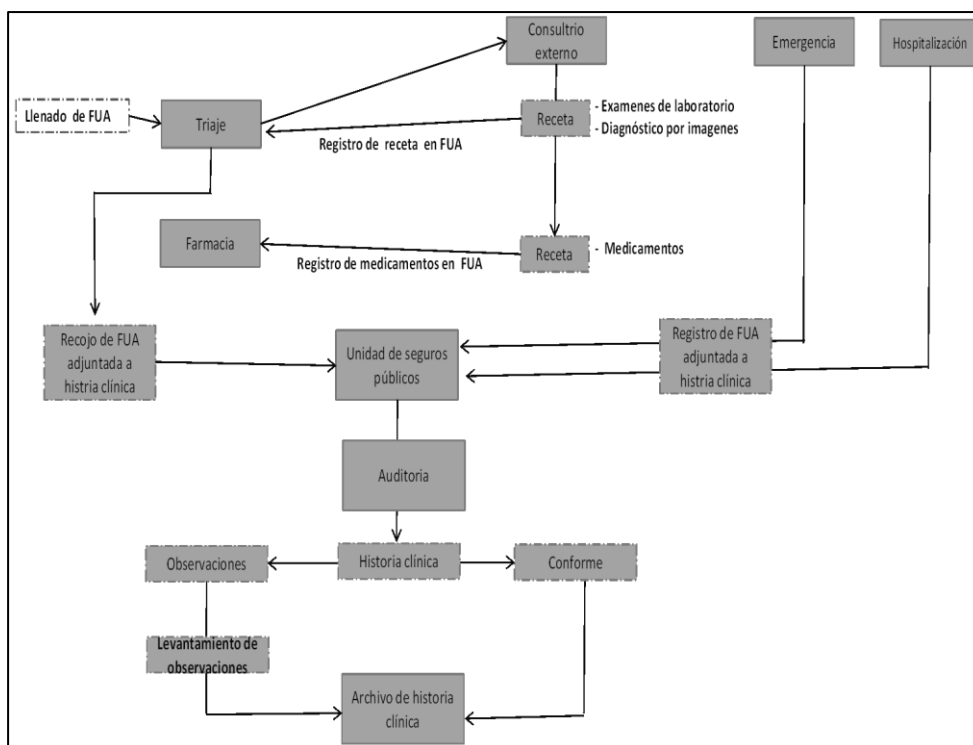 Consultrio
externo
Emergencia
Hospitalización
Llenado de FUA
Triaje
Receta
- Examenes de laboratorio
- Diagnóstico por imagenes
Registro de receta en FUA
Farmacia
Receta
- Medicamentos
Registro de medicamentos en FUA
Recojo de FUA
adjuntada a
histria clínica
Unidad de seguros
públicos
Registro de FUA
adjuntada a
histria clínica
Auditoria
Observaciones
Historia clínica
Conforme
Levantamiento de
observaciones
Archivo de historia
clínica